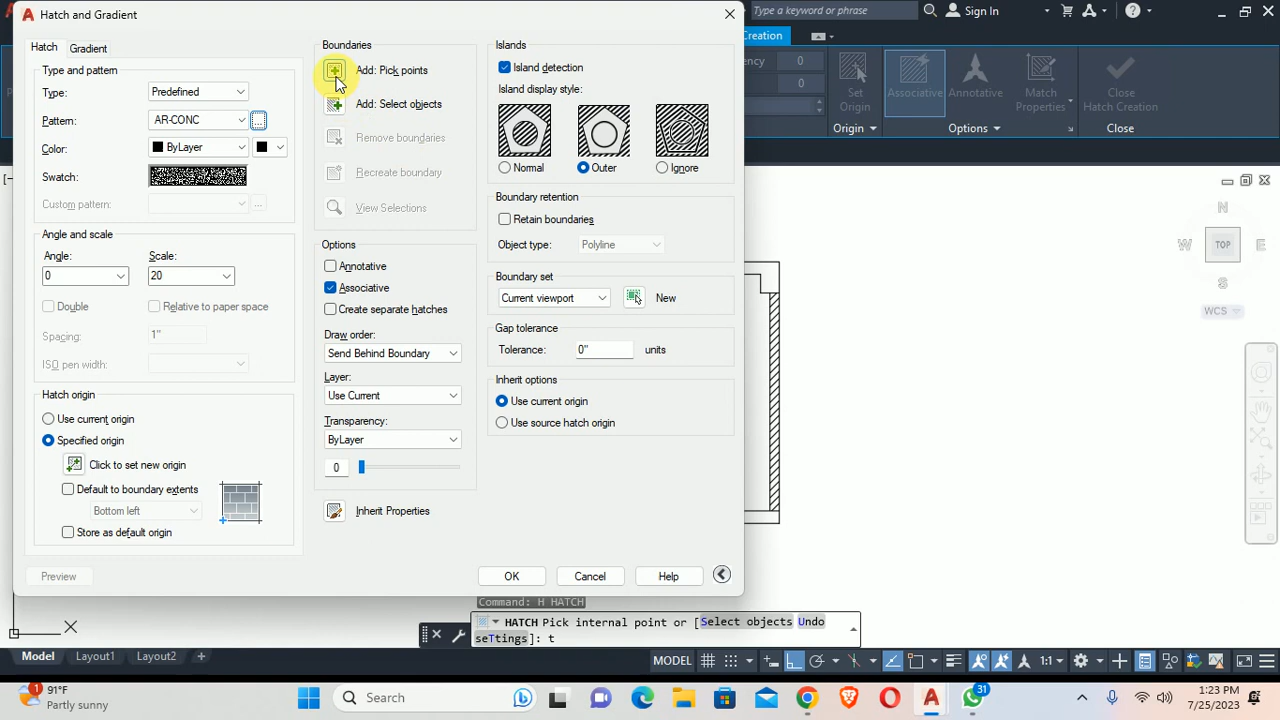 Hatch and Gradient
Type a keyword or phrase
Sign In
Creation
Hatch
Gradient
Type and pattern
Type:
Predefined
Pattern:
AR-CONC
Color:
ByLayer
Swatch:
Custom pattern:
Angle and scale
Angle:
Scale:
0
20
Double
Relative to paper space
Spacing:
1"
ISO pen width:
Hatch origin
Use current origin
Specified origin
Click to set new origin
Default to boundary extents
Bottom left
Store as default origin
Preview
Boundaries
Add: Pick points
Add: Select objects
Remove boundaries
Recreate boundary
View Selections
Options
Annotative
Associative
Create separate hatches
Draw order:
Send Behind Boundary
Layer:
Use Current
Transparency:
ByLayer
0
Inherit Properties
Islands
Island detection
Island display style:
Normal
Outer
Ignore
Boundary retention
Retain boundaries
Object type:
Polyline
Boundary set
Current viewport
New
Gap tolerance
Tolerance:
0"
units
Inherit options
Use current origin
Use source hatch origin
OK
Cancel
Help
0
0
Set
Origin
Associative
Annotative
Match
Properties
Close
Hatch Creation
Origin
Options
Close
N
W
TOP
E
S
WCS
Y
X
Command: H HATCH
HATCH Pick internal point or [Select objects Undo
seTtings]: t
Model
Layout1
Layout2
+
MODEL
1:1
1
91°F
Partly sunny
Search
31
1:23 PM
7/25/2023